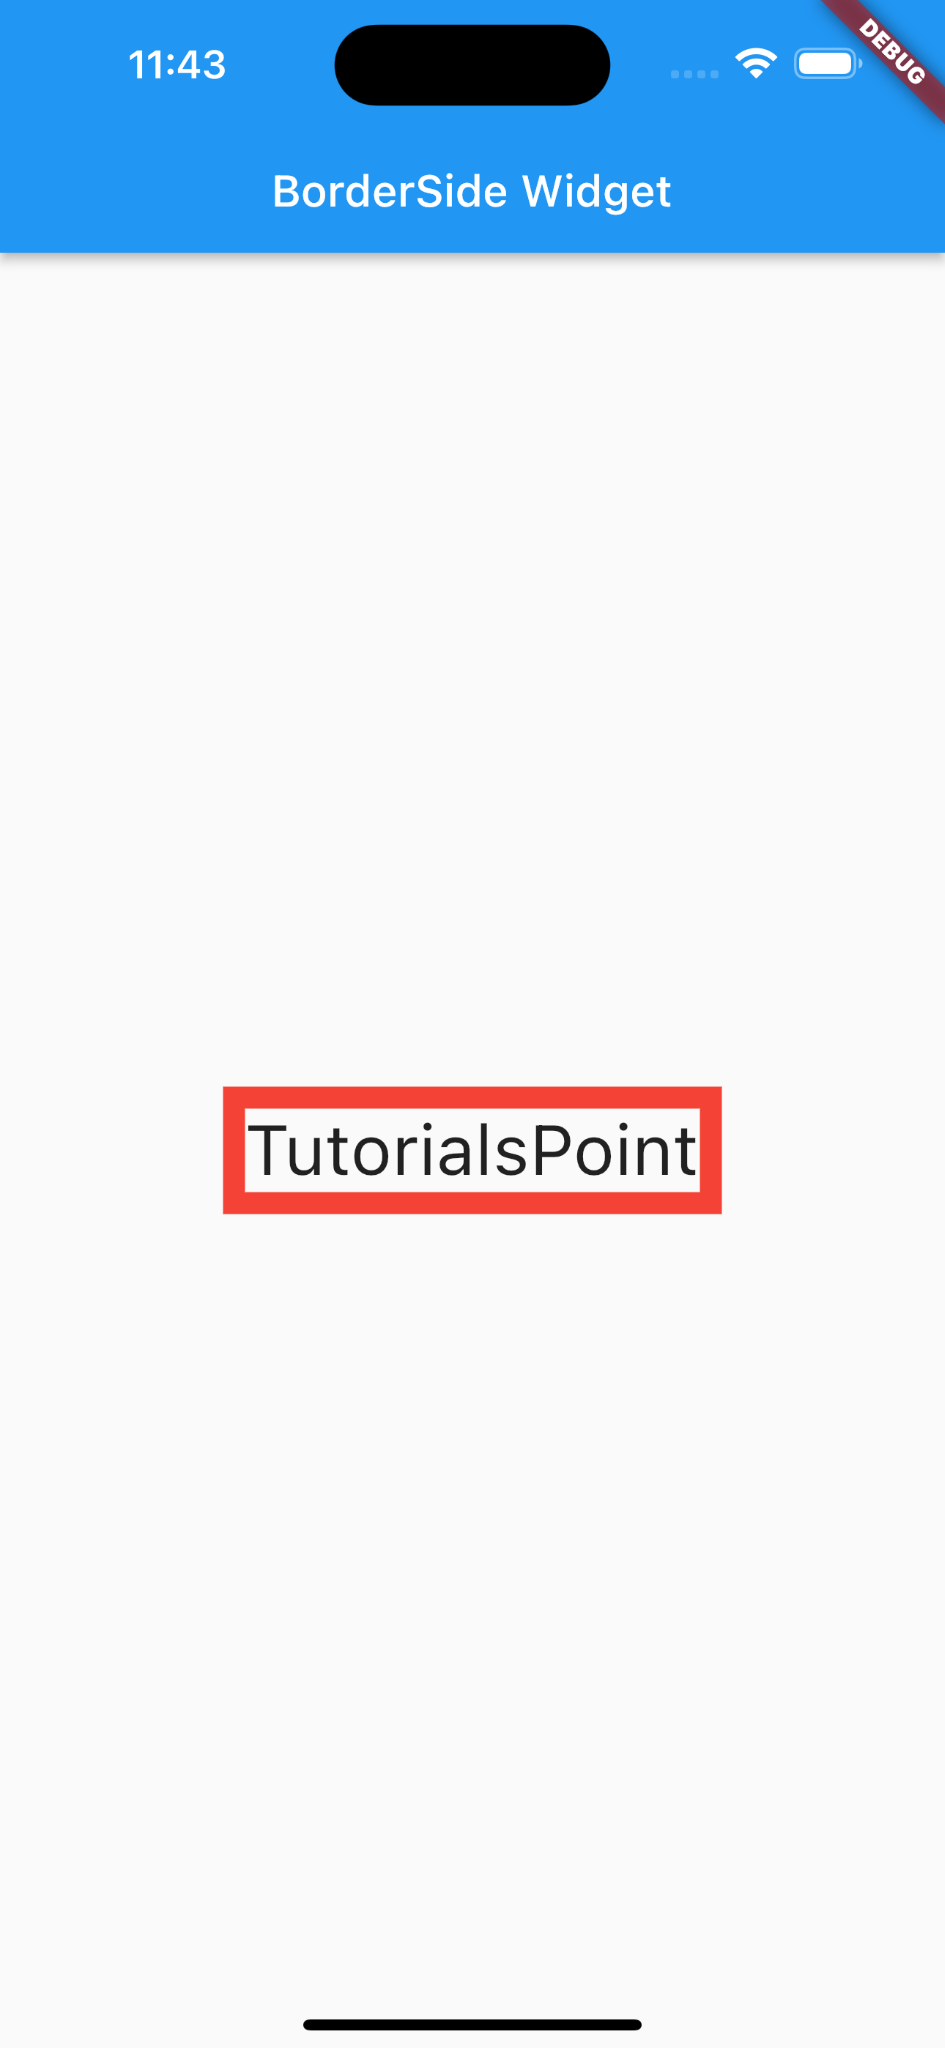 11:43
DEBUG
BorderSide Widget
TutorialsPoint